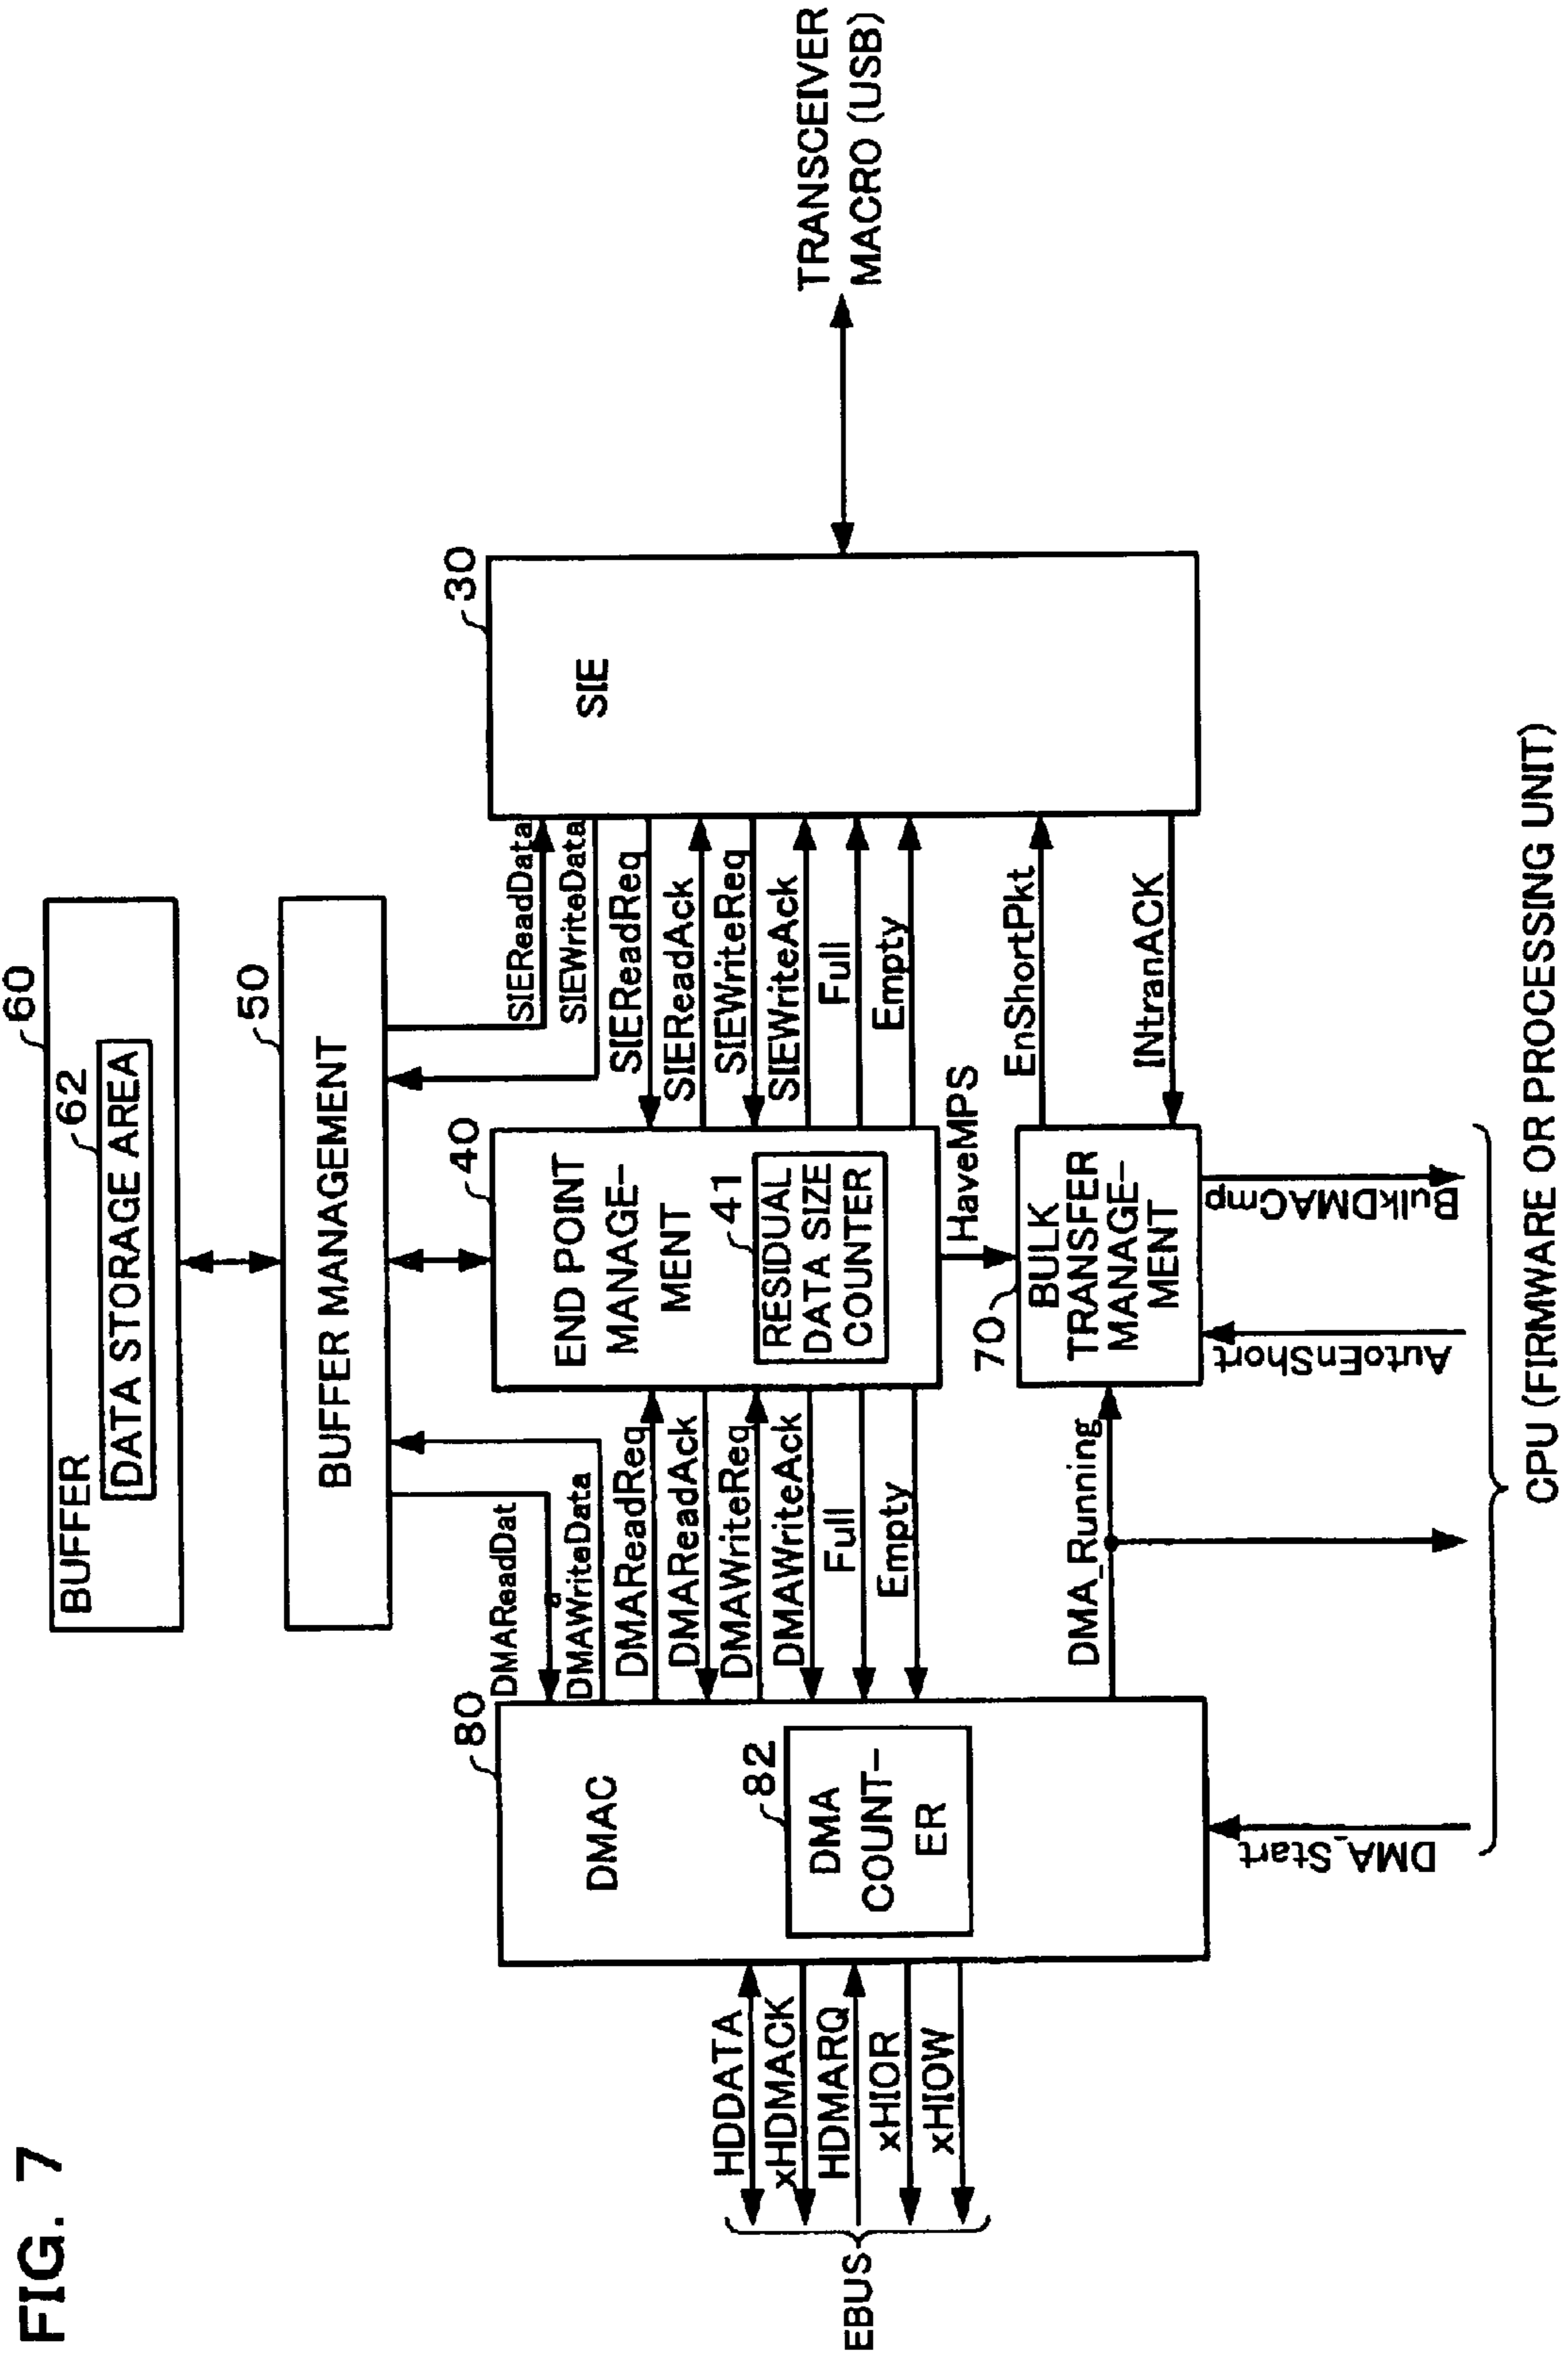 FIG. 7
60
BUFFER
62
DATA STORAGE AREA
50
BUFFER MANAGEMENT
DMAReadDat
a
DMAWriteData
SIEReadData
SIEWriteData
80
DMAC
82
DMA
COUNT-
ER
HDDATA
xHDMACK
HDMARQ
xHIOR
xHIOW
EBUS
DMAReadReq
DMAReadAck
DMAWriteReq
DMAWriteAck
Full
Empty
DMA_Running
40
END POINT
MANAGE-
MENT
41
RESIDUAL
DATA SIZE
COUNTER
HaveMPS
70
BULK
TRANSFER
MANAGE-
MENT
SIEReadReq
SIEReadAck
SIEWriteReq
SIEWriteAck
Full
Empty
EnShortPkt
INtranACK
30
SIE
TRANSCEIVER
MACRO (USB)
DMA_Start
AutoEnShort
BulkDMACmp
CPU (FIRMWARE OR PROCESSING UNIT)